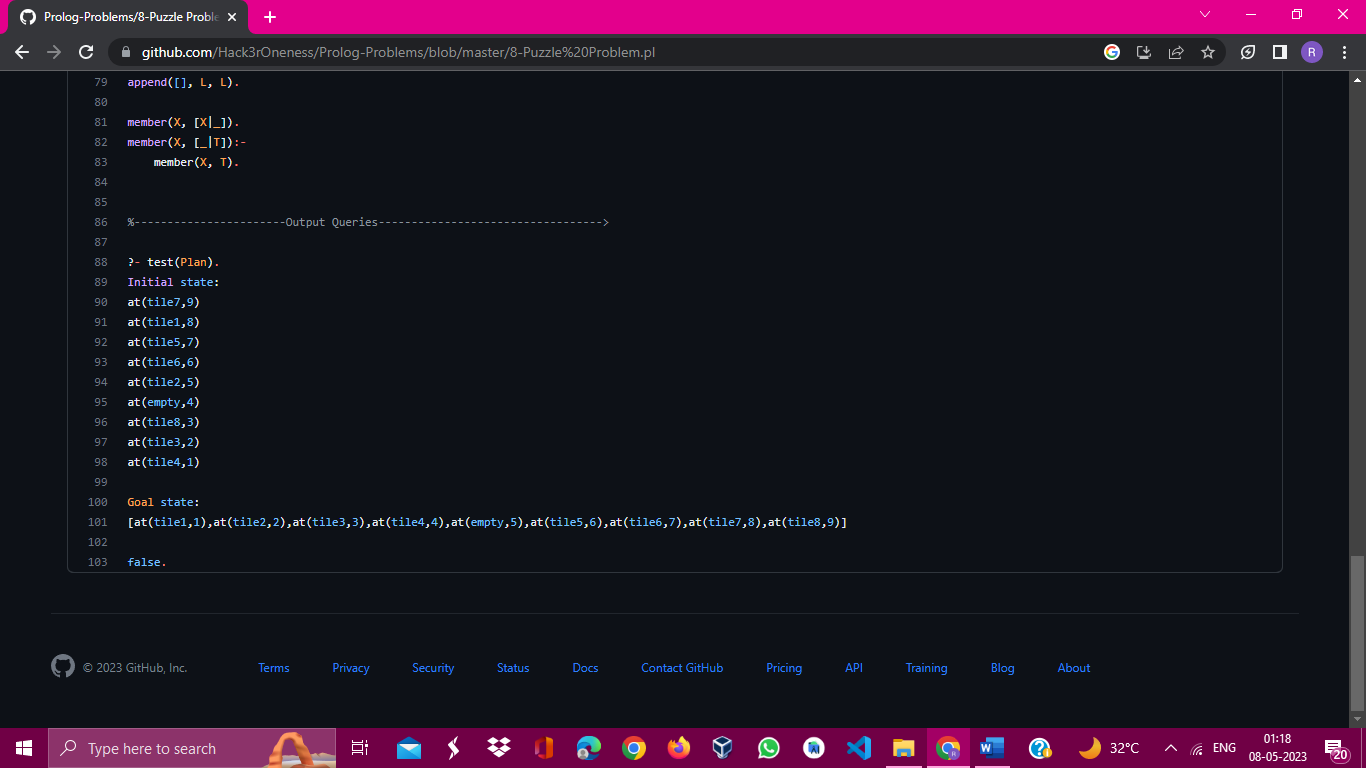 Prolog-Problems/8-Puzzle Proble
github.com/Hack3rOneness/Prolog-Problems/blob/master/8-Puzzle%20Problem.pl
R
79 append([], L, L).
80
81 member(X, [X|_]).
82 member(X, [_|T]):-
83 member(X, T).
84
85
86 %-----------------------Output Queries---------------------------------->
87
88 ?- test(Plan).
89 Initial state:
90 at(tile7,9)
91 at(tile1,8)
92 at(tile5,7)
93 at(tile6,6)
94 at(tile2,5)
95 at(empty,4)
96 at(tile8,3)
97 at(tile3,2)
98 at(tile4,1)
99
100 Goal state:
101 [at(tile1,1),at(tile2,2),at(tile3,3),at(tile4,4),at(empty,5),at(tile5,6),at(tile6,7),at(tile7,8),at(tile8,9)]
102
103 false.
© 2023 GitHub, Inc. Terms Privacy Security Status Docs Contact GitHub Pricing API Training Blog About
Type here to search 32°C ENG 01:18
08-05-2023 20